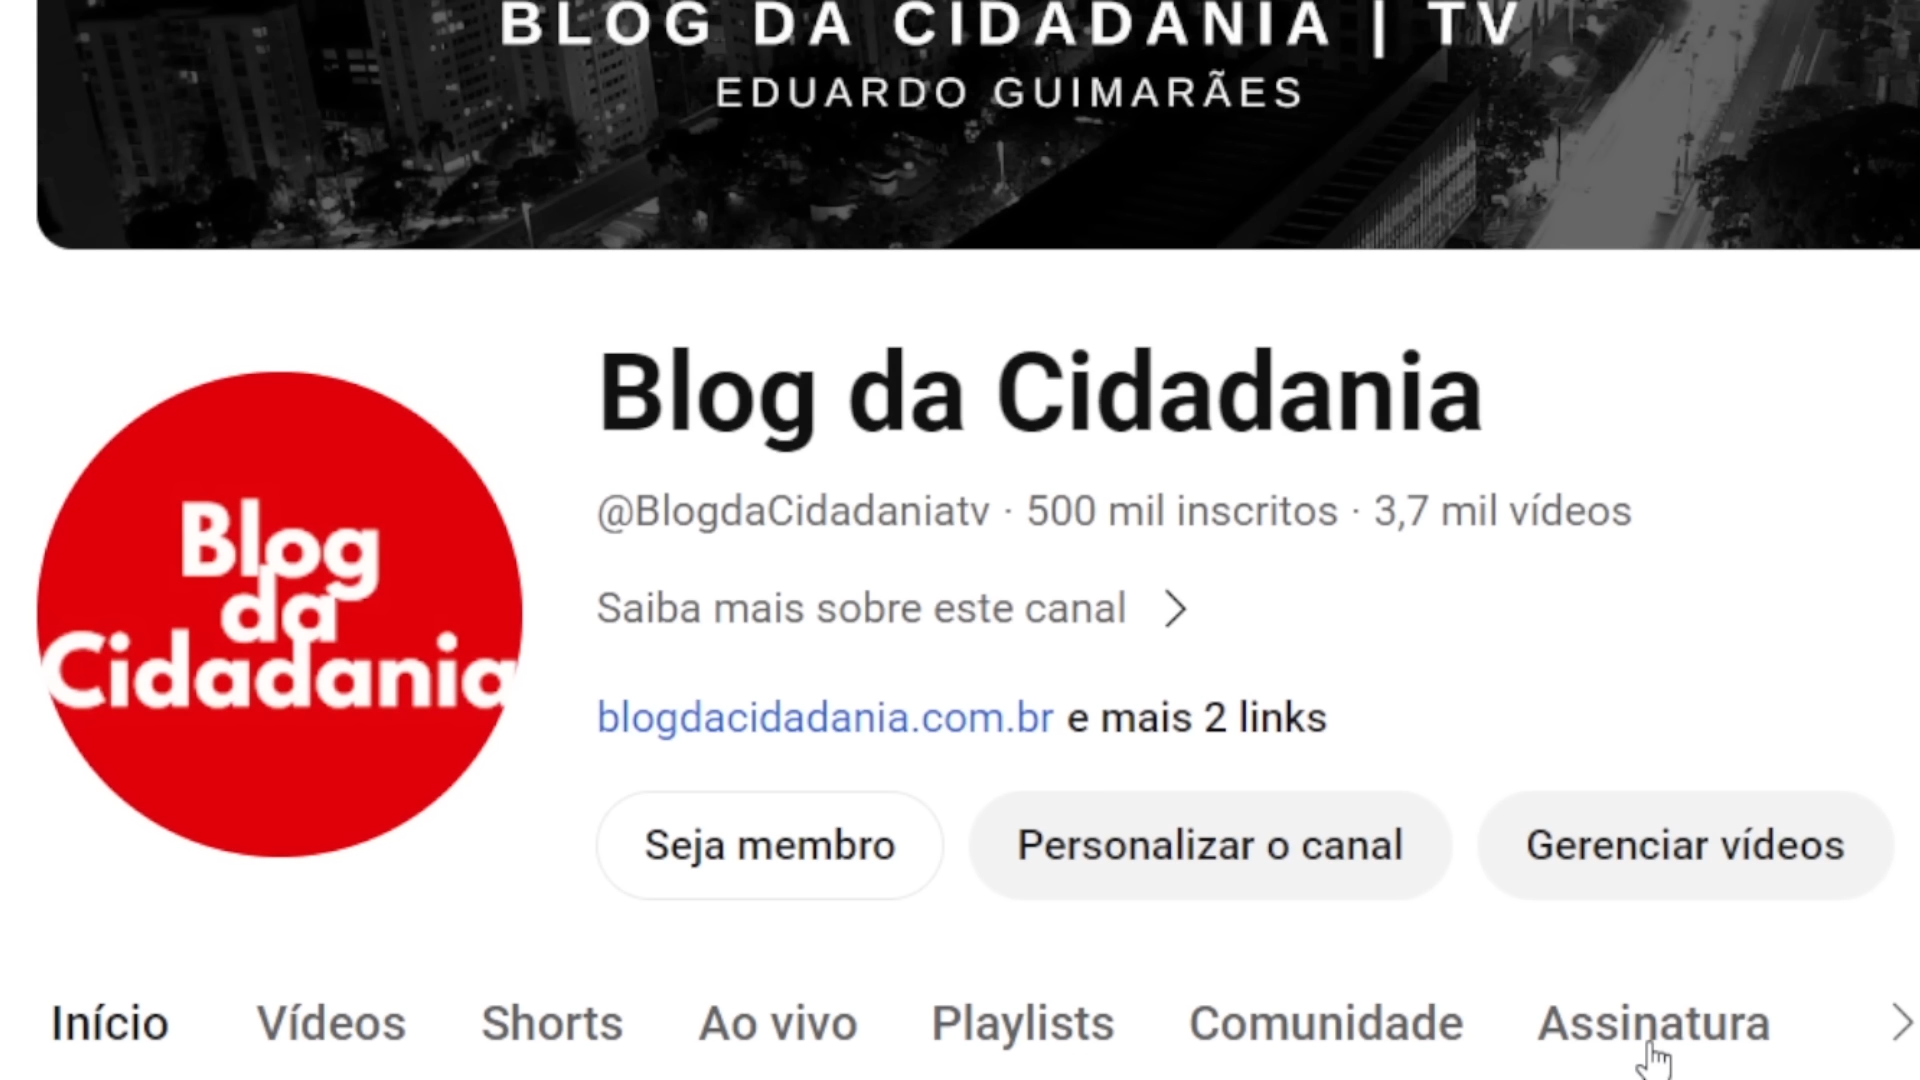 BLOG DA CIDADANIA | TV
EDUARDO GUIMARÃES
Blog da Cidadania
@BlogdaCidadaniatv · 500 mil inscritos · 3,7 mil vídeos
Saiba mais sobre este canal
blogdacidadania.com.br e mais 2 links
Seja membro Personalizar o canal Gerenciar vídeos
Blog
da
Cidadania
Início Vídeos Shorts Ao vivo Playlists Comunidade Assinatura